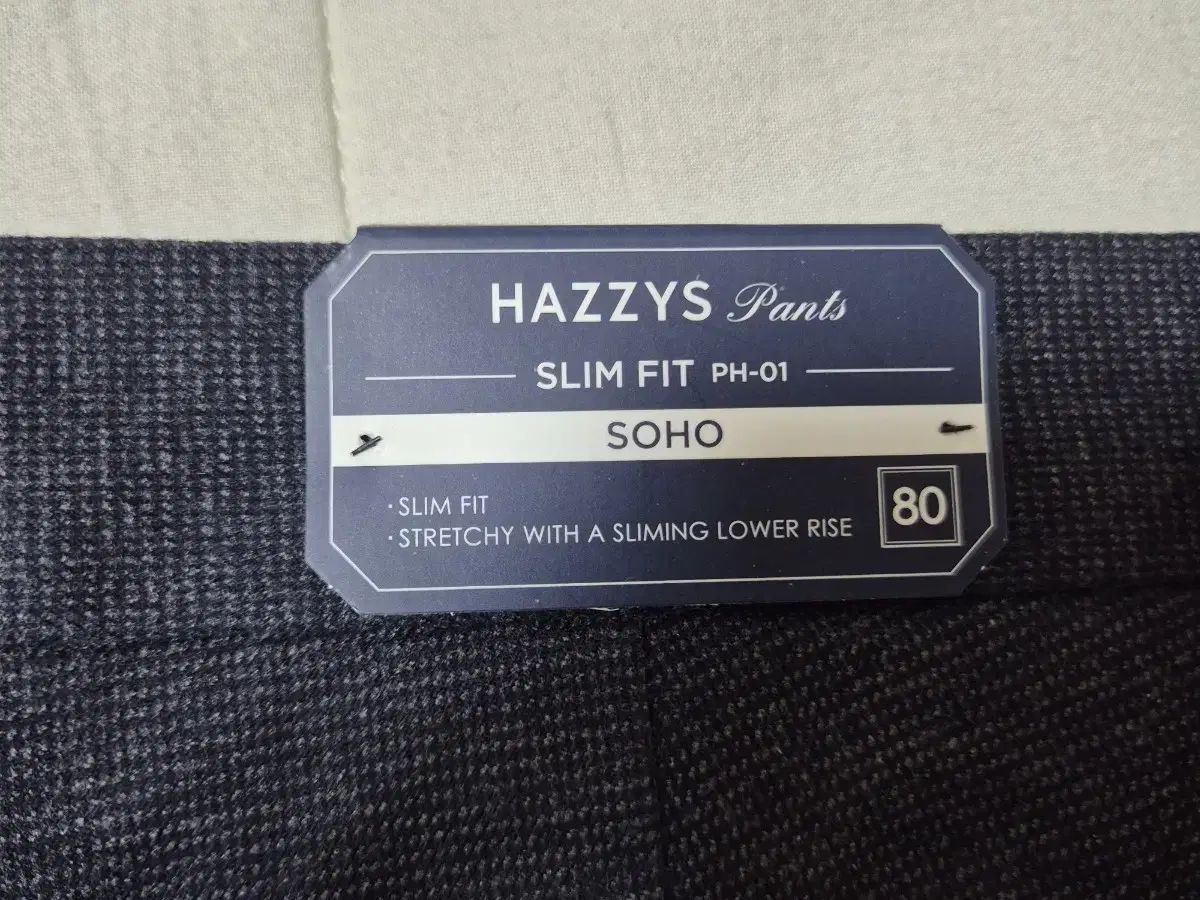 HAZZYS Pants
SLIM FIT PH-01
SOHO
· SLIM FIT
· STRETCHY WITH A SLIMING LOWER RISE
80